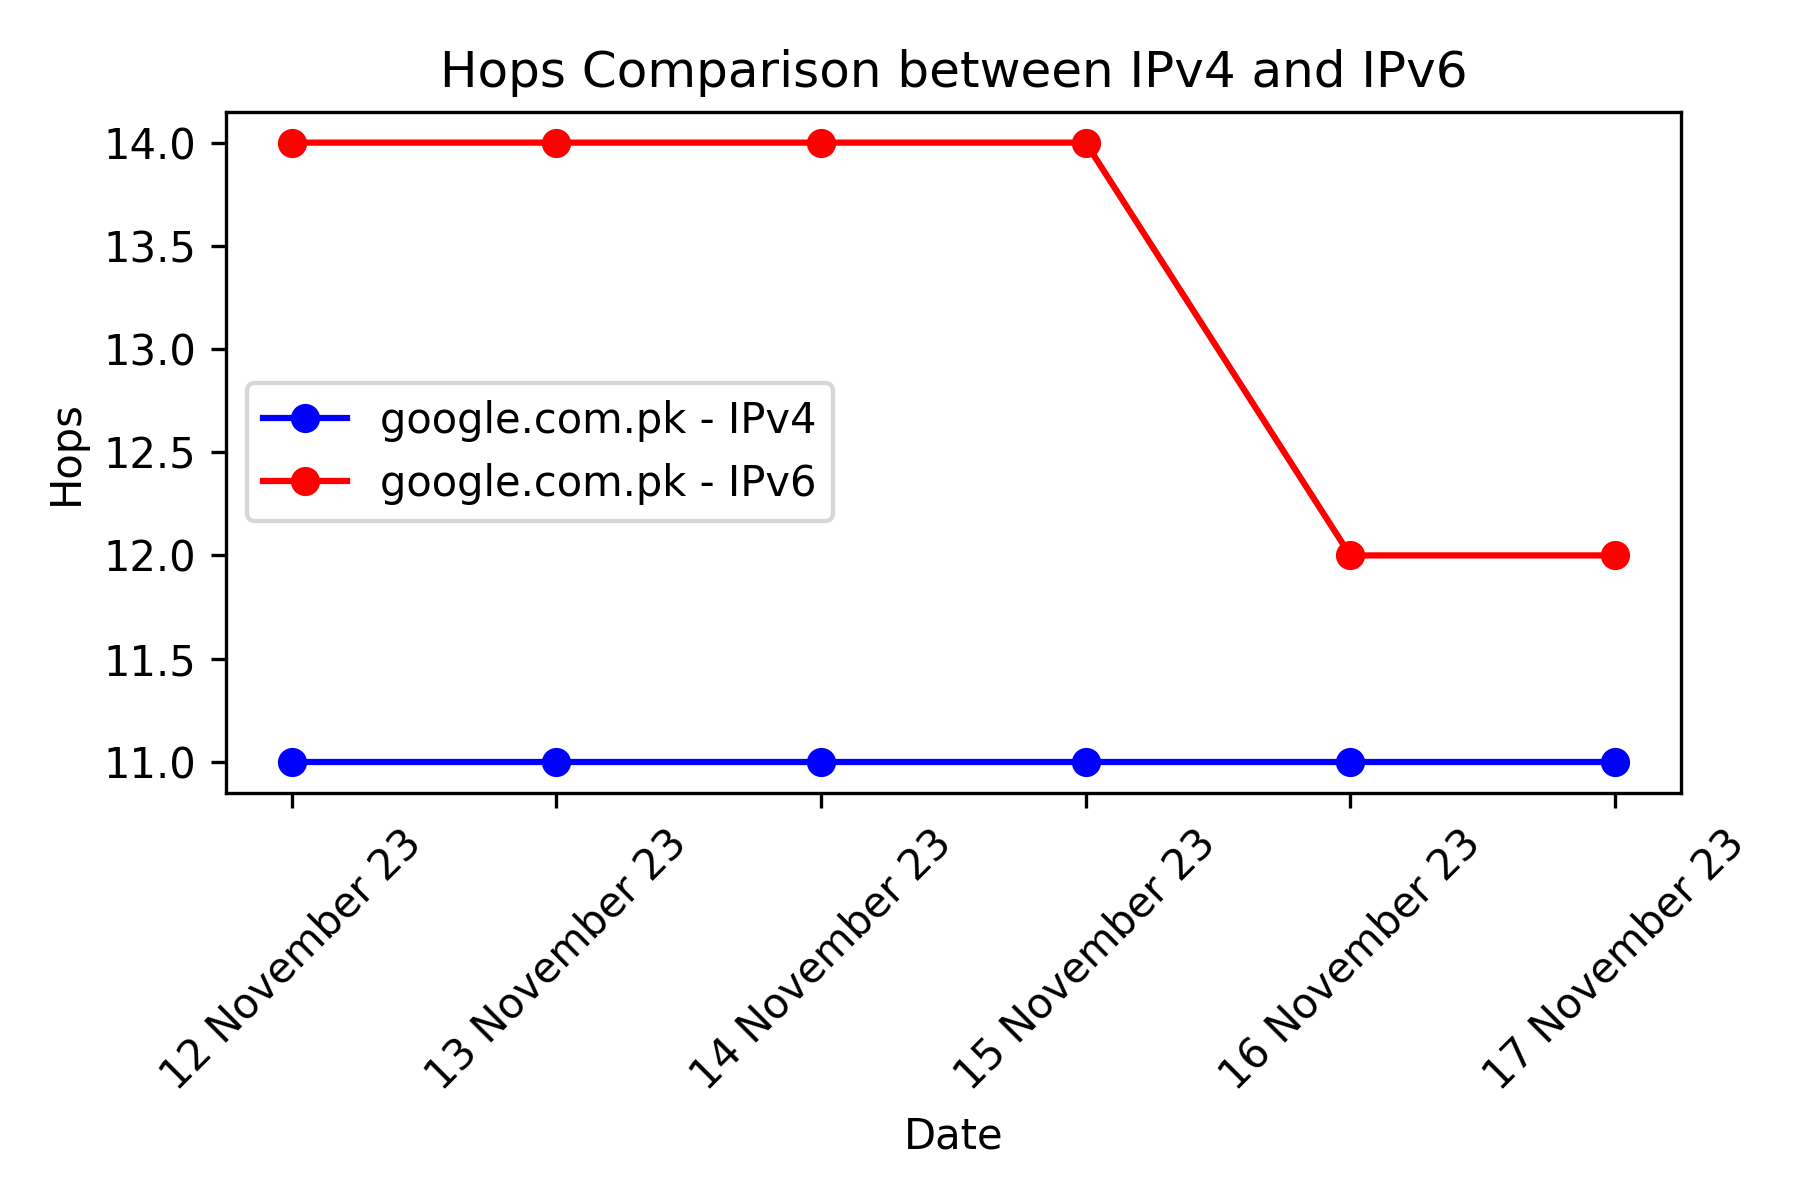 Hops Comparison between IPv4 and IPv6
Hops
14.0
13.5
13.0
12.5
12.0
11.5
11.0
google.com.pk - IPv4
google.com.pk - IPv6
12 November 23
13 November 23
14 November 23
15 November 23
16 November 23
17 November 23
Date